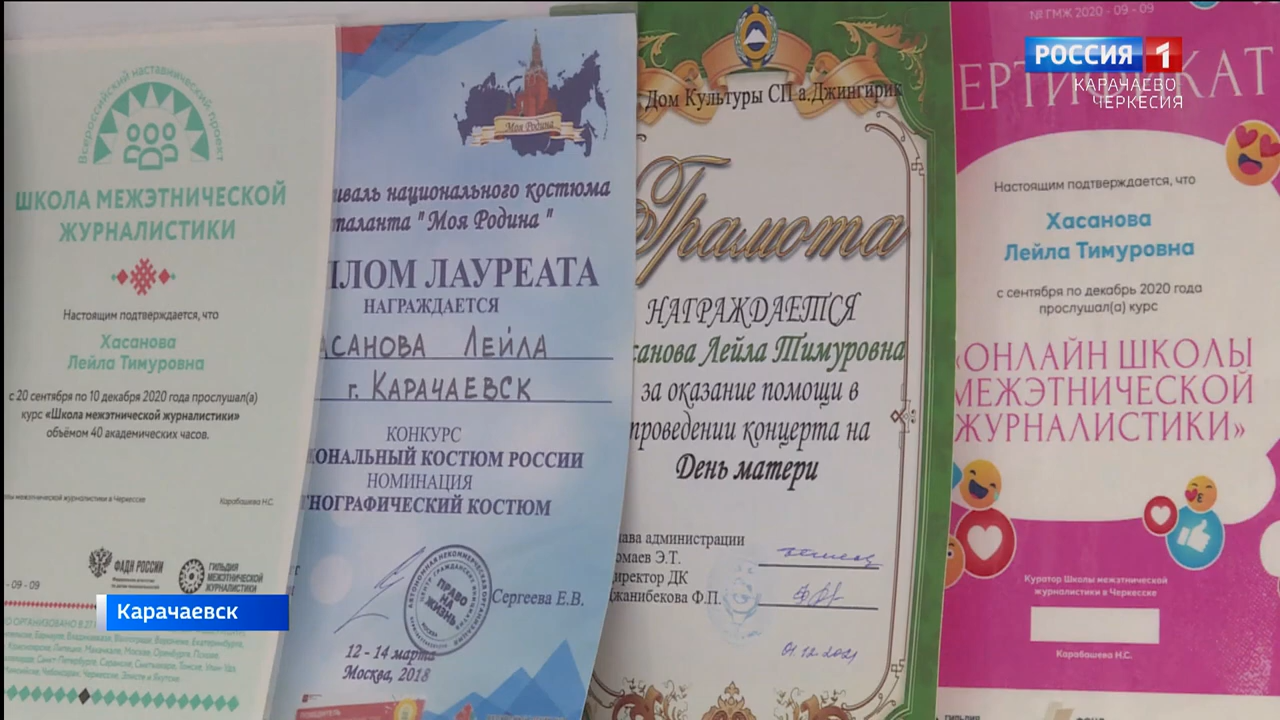 Всероссийский наставнический проект
ШКОЛА МЕЖЭТНИЧЕСКОЙ
ЖУРНАЛИСТИКИ
Настоящим подтверждается, что
Хасанова
Лейла Тимуровна
с 20 сентября по 10 декабря 2020 года прослушал(а)
курс «Школа межэтнической журналистики»
объёмом 40 академических часов.
межэтнической журналистики в Черкесске
Карабашева Н.С.
ФАДН РОССИИ
ГИЛЬДИЯ
МЕЖЭТНИЧЕСКОЙ
ЖУРНАЛИСТИКИ
- 09 - 09
Карачаевск
Моя Родина
национального костюма
таланта " Моя Родина "
ЛАУРЕАТА
НАГРАЖДАЕТСЯ
АСАНОВА ЛЕЙЛА
г. КАРАЧАЕВСК
КОНКУРС
КОСТЮМ РОССИИ
НОМИНАЦИЯ
КОСТЮМ
ПРАВО
НА
ЖИЗНЬ
Сергеева Е.В.
12 - 14 марта
Москва, 2018
Дом Культуры СП а.Джингирик
Грамота
НАГРАЖДАЕТСЯ
санова Лейла Тимуровна
за оказание помощи в
проведении концерта на
День матери
администрации
Э.Т.
ДК
Ф.П.
01.12.2021
№ ГМЖ 2020 - 09 - 09
РОССИЯ 1
КАРАЧАЕВО
ЧЕРКЕСИЯ
ЕРТИФИКАТ
Настоящим подтверждается, что
Хасанова
Лейла Тимуровна
с сентября по декабрь 2020 года
прослушал(а) курс
«ОНЛАЙН ШКОЛЫ
МЕЖЭТНИЧЕСКОЙ
ЖУРНАЛИСТИКИ»
Куратор Школы межэтнической
журналистики в Черкесске
Карабашева Н.С.
ГИЛЬДИЯ